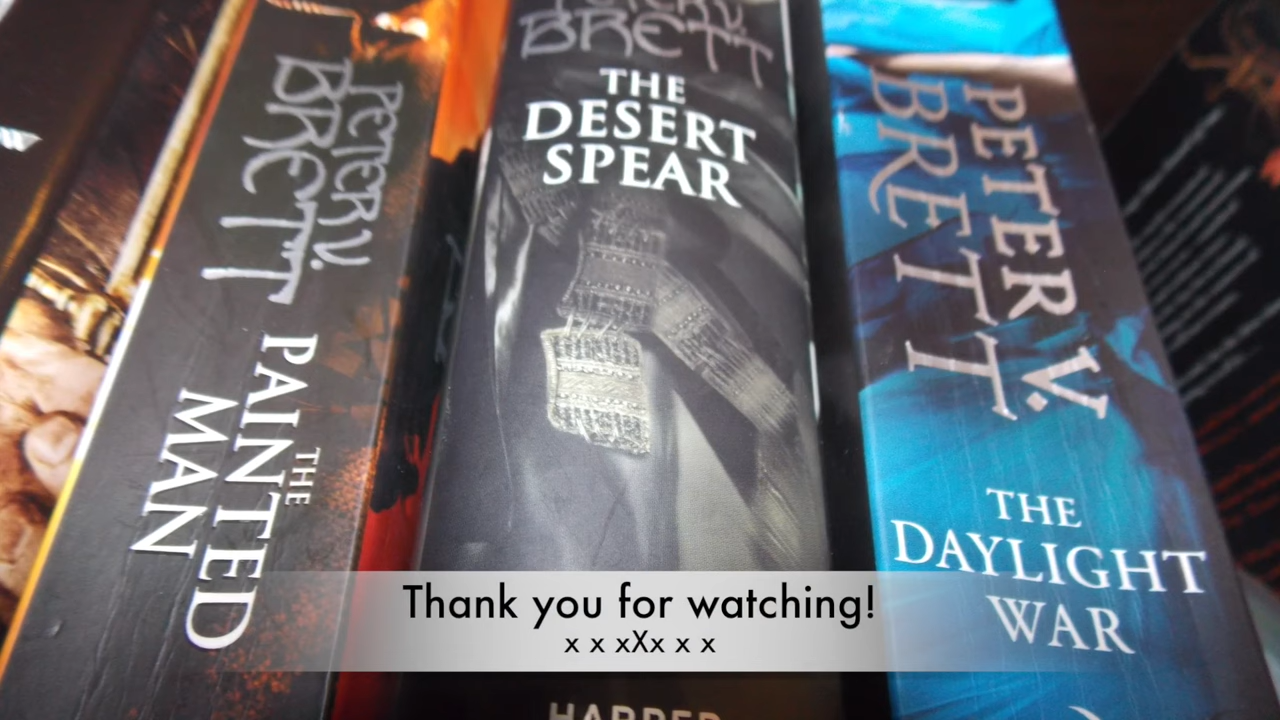 PETER V.
BRETT
THE
PAINTED
MAN
BRETT
THE
DESERT
SPEAR
HARPER
PETER V.
BRETT
THE
DAYLIGHT
WAR
Thank you for watching!
x x xXx x x